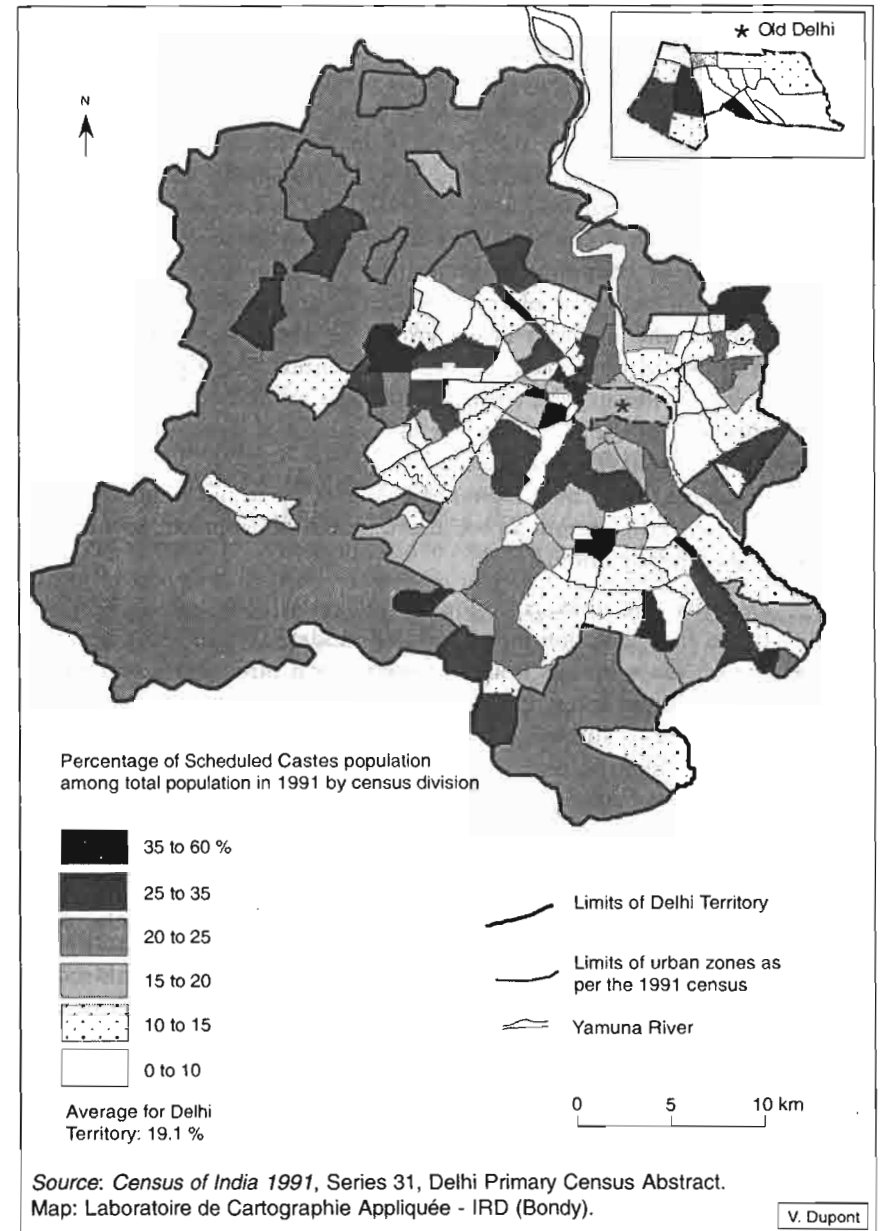 * Old Delhi
N
*
Percentage of Scheduled Castes population
among total population in 1991 by census division
35 to 60 %
25 to 35
20 to 25
15 to 20
10 to 15
0 to 10
Average for Delhi
Territory: 19.1 %
Limits of Delhi Territory
Limits of urban zones as
per the 1991 census
Yamuna River
0 5 10 km
Source: Census of India 1991, Series 31, Delhi Primary Census Abstract.
Map: Laboratoire de Cartographie Appliquée - IRD (Bondy).
V. Dupont